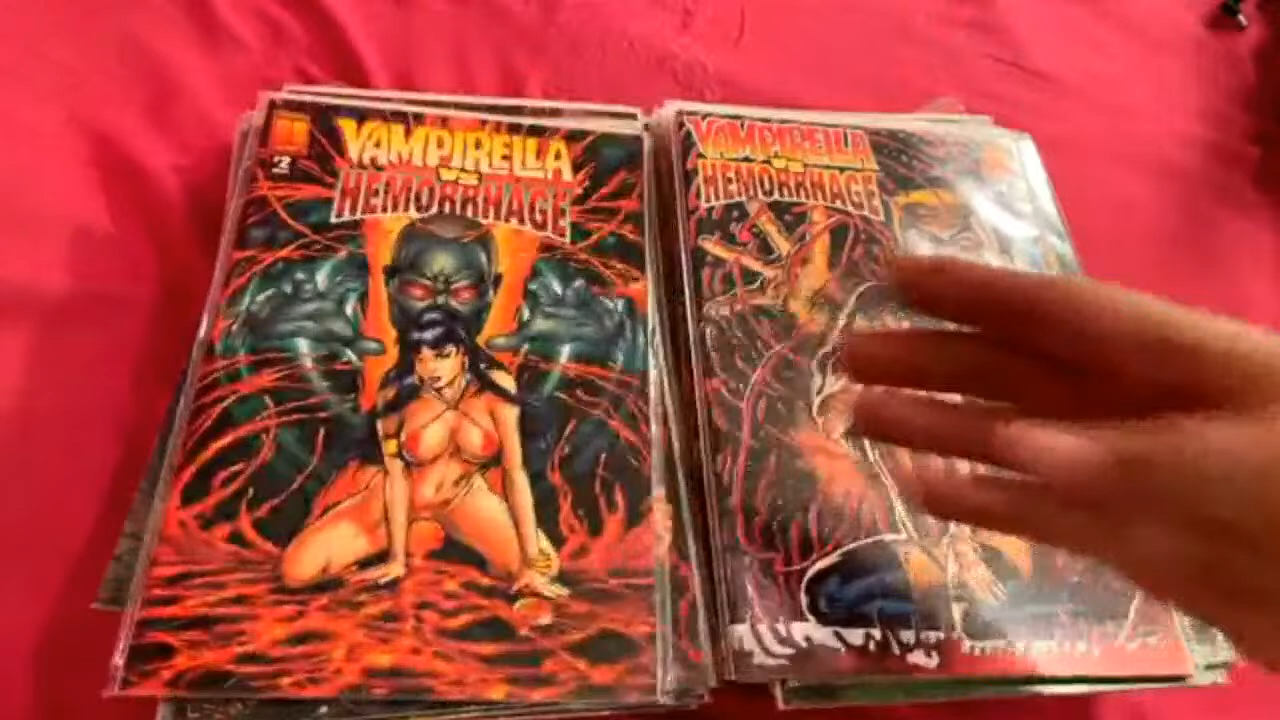 #2
VAMPIRELLA
VS
HEMORRHAGE
VAMPIRELLA
VS
HEMORRHAGE